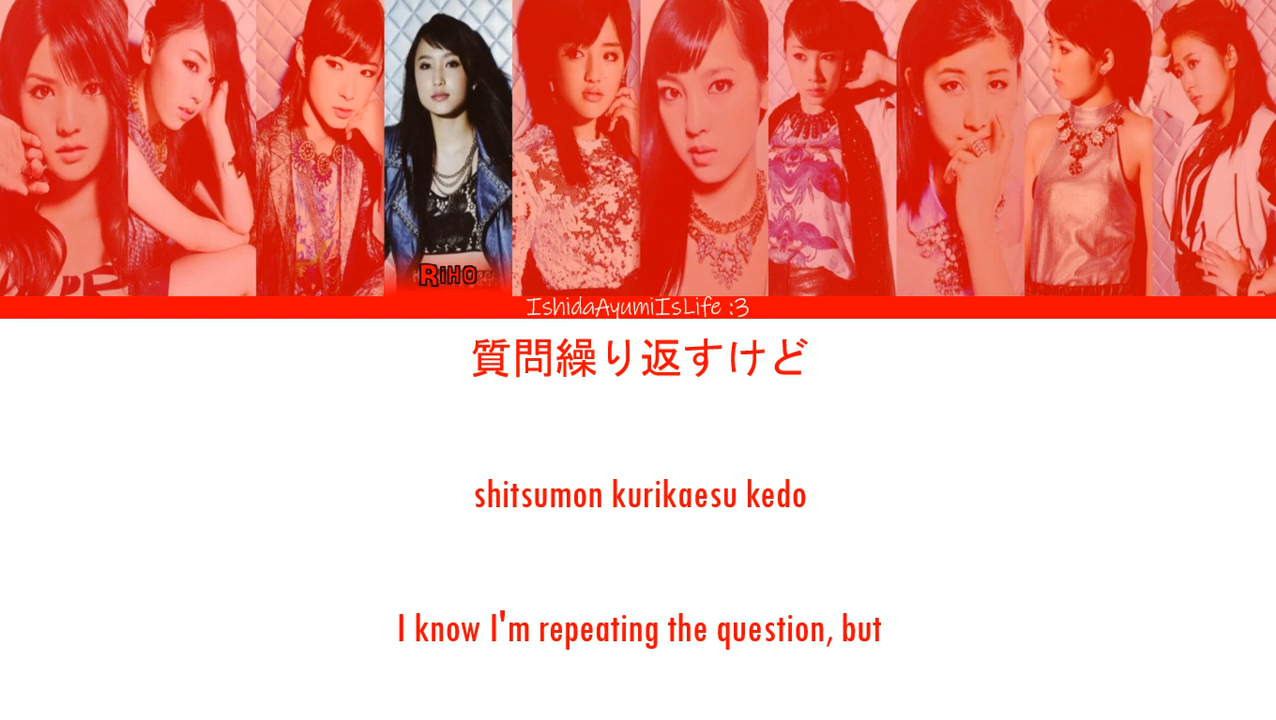 RiHO
IshidaAyumiIsLife :3
質問繰り返すけど
shitsumon kurikaesu kedo
I know I'm repeating the question, but